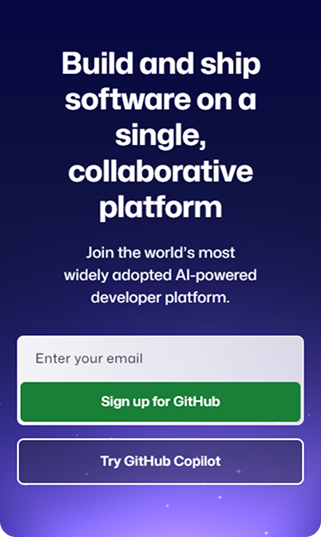 Build and ship
software on a
single,
collaborative
platform
Join the world's most
widely adopted AI-powered
developer platform.
Enter your email
Sign up for GitHub
Try GitHub Copilot